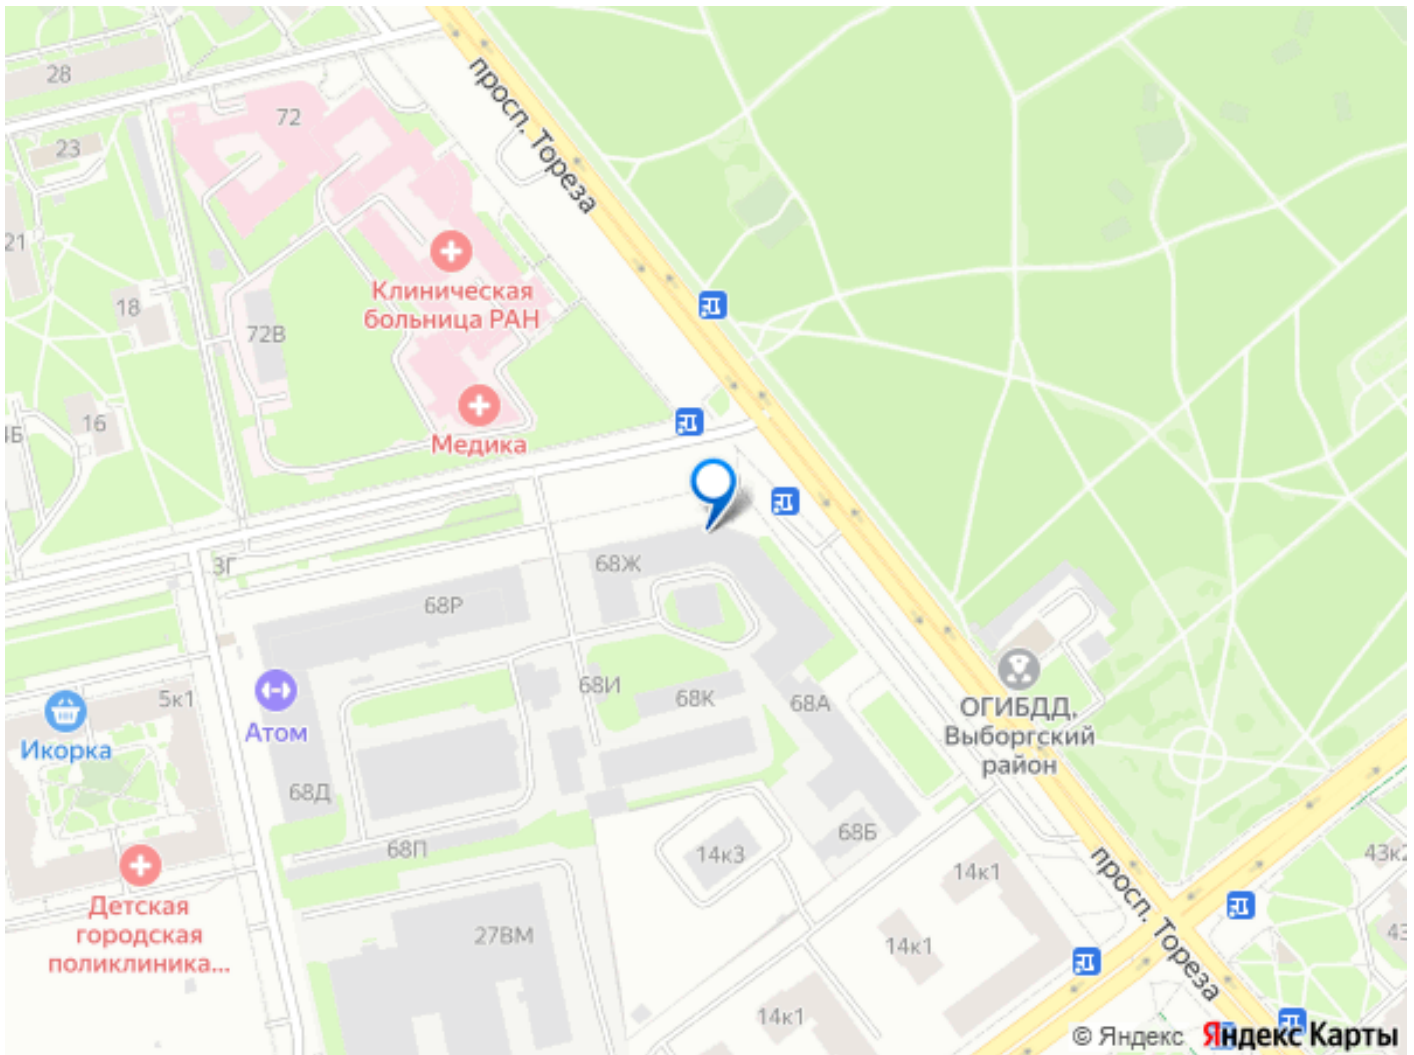 28
просп. Тореза
72
23
21
Клиническая
больница РАН
18
72В
16
4Б
Медика
3Г
68Ж
68Р
5к1
68И
68К
68А
ОГИБДД,
Выборгский
район
Икорка
Атом
68Д
68Б
68П
14к3
14к1
43к2
Детская
городская
поликлиника...
27ВМ
14к1
просп. Тореза
43
14к1
© Яндекс Яндекс Карты